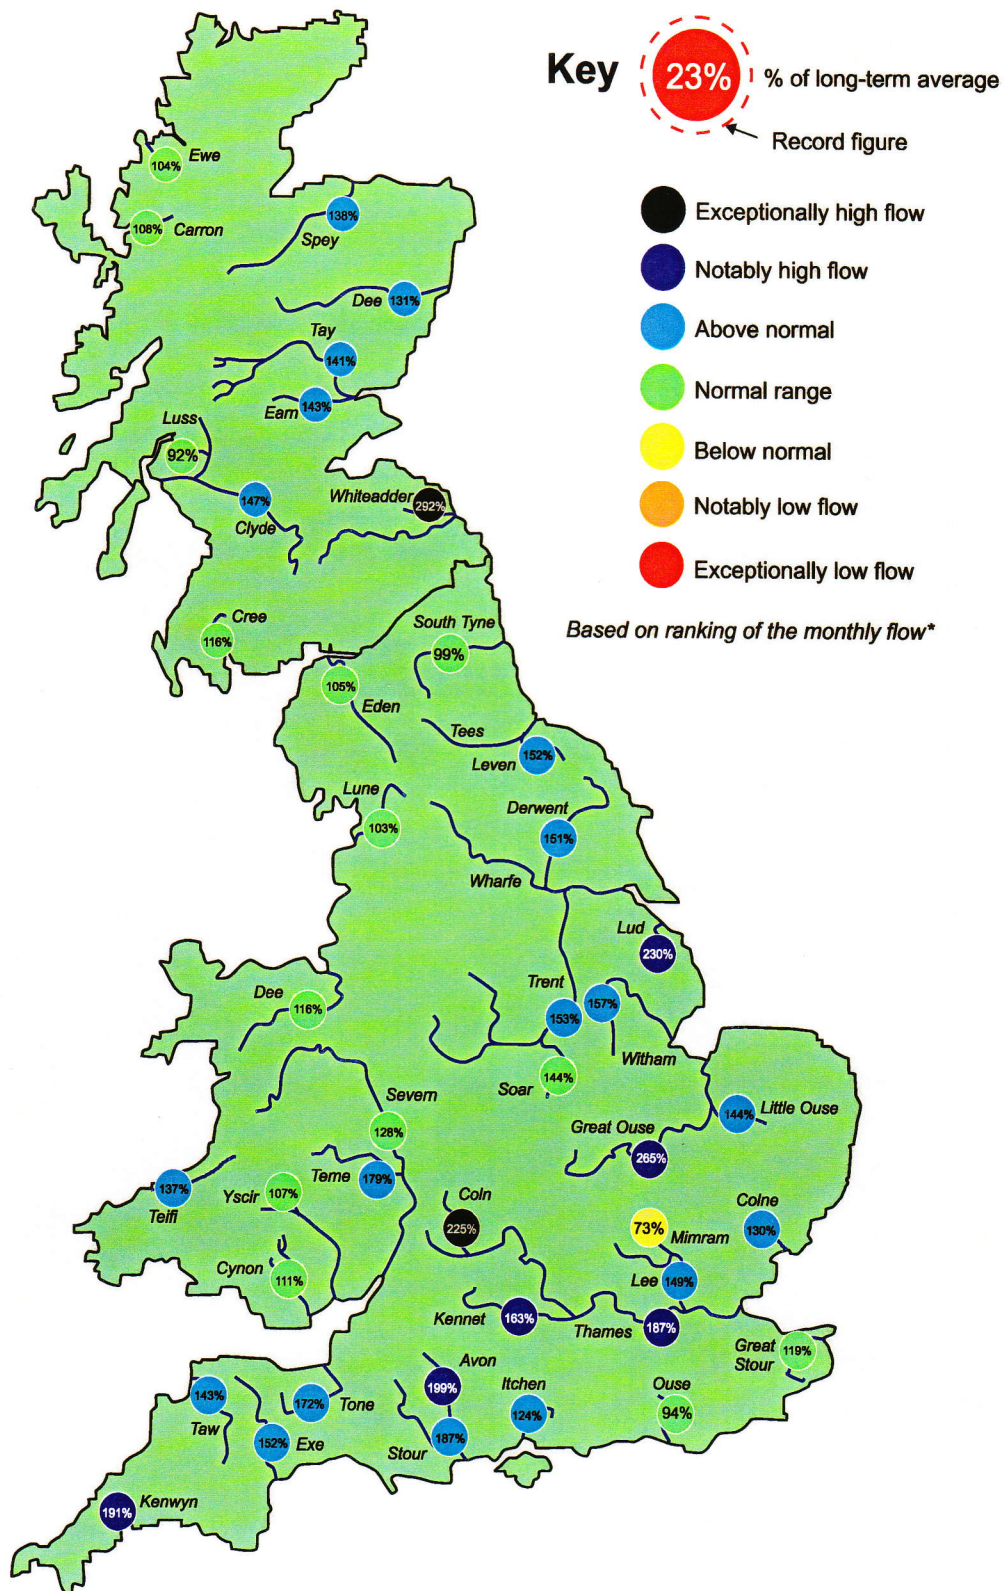 Key
23%
% of long-term average
Record figure
Exceptionally high flow
Notably high flow
Above normal
Normal range
Below normal
Notably low flow
Exceptionally low flow
Based on ranking of the monthly flow*
Ewe
104%
Carron
108%
Spey
138%
Dee
131%
Tay
141%
Earn
143%
Luss
92%
Clyde
147%
Whiteadder
292%
Cree
116%
South Tyne
99%
Eden
105%
Tees
Leven
152%
Lune
103%
Derwent
151%
Wharfe
Lud
230%
Dee
116%
Trent
153%
157%
Witham
Soar
144%
Severn
128%
Little Ouse
144%
Great Ouse
265%
Teifi
137%
Yscir
107%
Teme
179%
Coln
225%
73%
Mimram
Colne
130%
Cynon
111%
Lee
149%
Kennet
163%
Thames
187%
Great
Stour
119%
Avon
199%
Itchen
124%
Ouse
94%
Taw
143%
Tone
172%
Exe
152%
Stour
187%
Kenwyn
191%